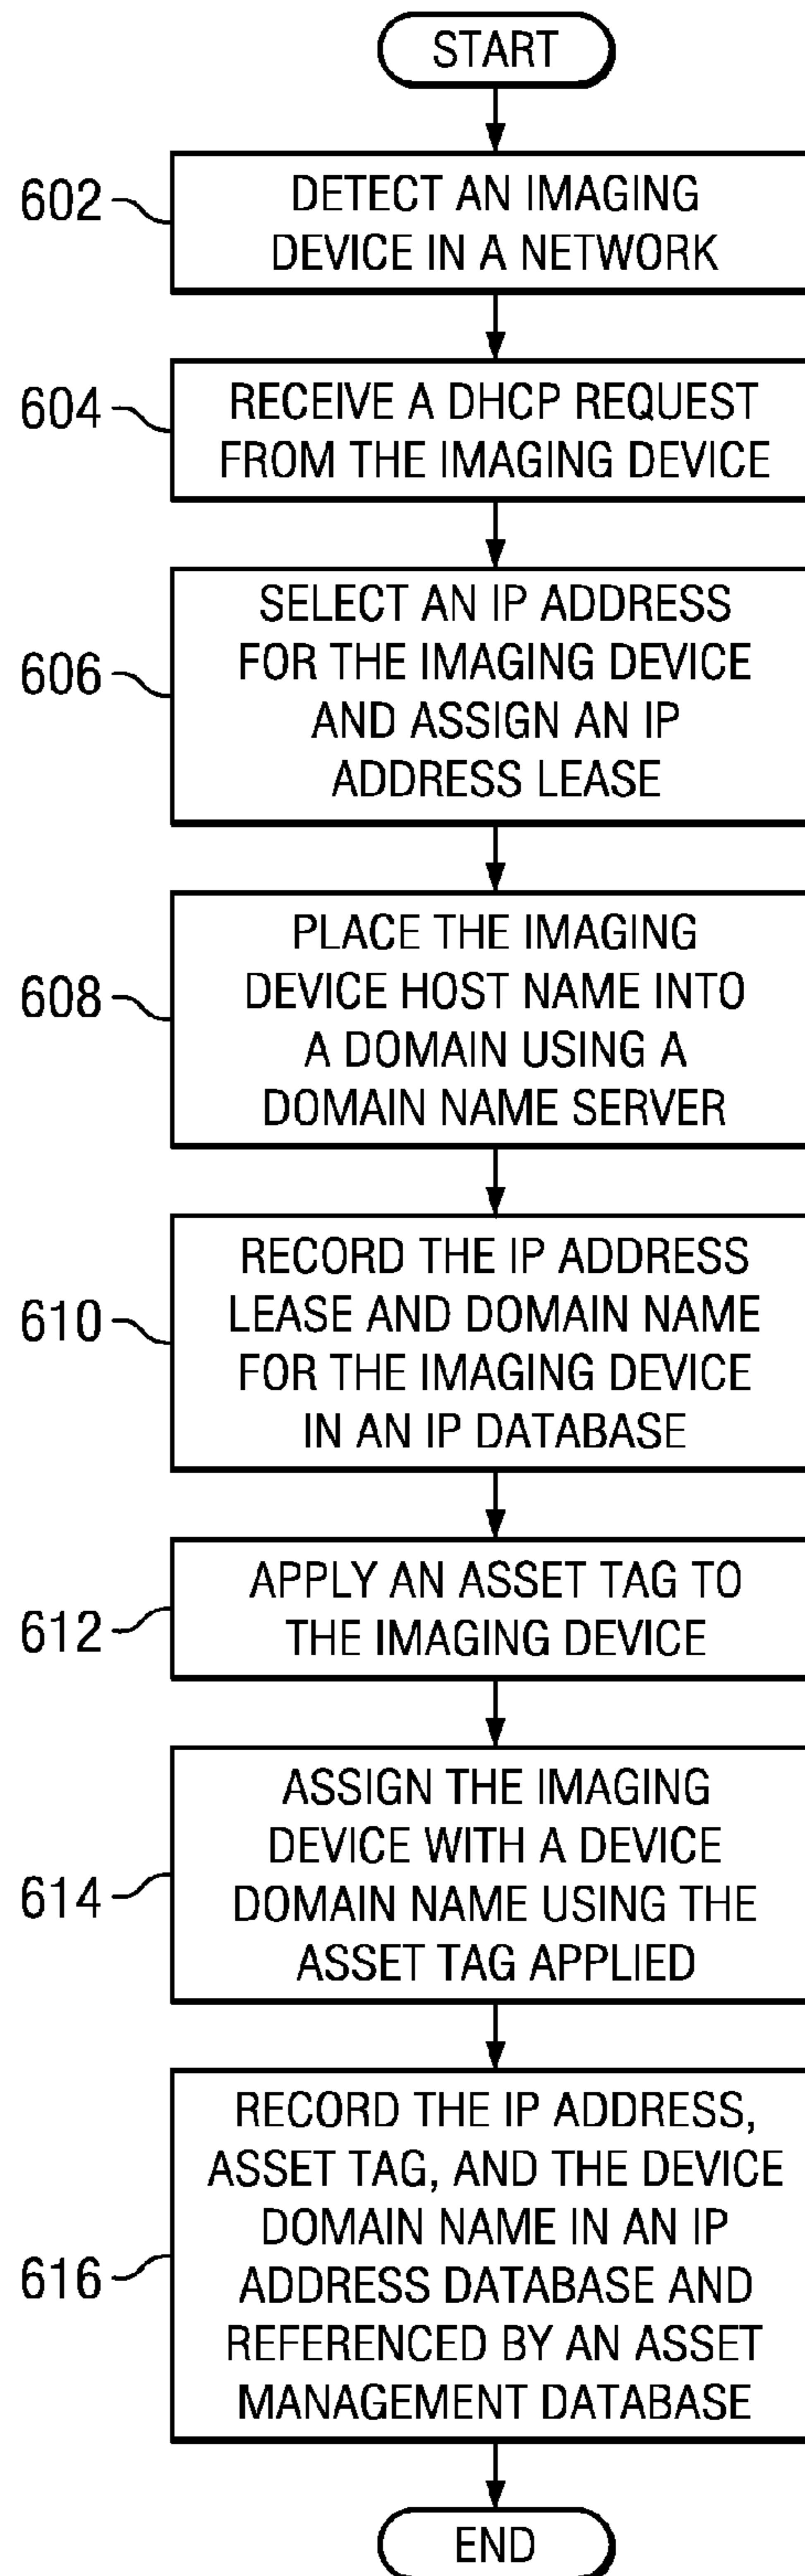 START
602
DETECT AN IMAGING
DEVICE IN A NETWORK
604
RECEIVE A DHCP REQUEST
FROM THE IMAGING DEVICE
606
SELECT AN IP ADDRESS
FOR THE IMAGING DEVICE
AND ASSIGN AN IP
ADDRESS LEASE
608
PLACE THE IMAGING
DEVICE HOST NAME INTO
A DOMAIN USING A
DOMAIN NAME SERVER
610
RECORD THE IP ADDRESS
LEASE AND DOMAIN NAME
FOR THE IMAGING DEVICE
IN AN IP DATABASE
612
APPLY AN ASSET TAG TO
THE IMAGING DEVICE
614
ASSIGN THE IMAGING
DEVICE WITH A DEVICE
DOMAIN NAME USING THE
ASSET TAG APPLIED
616
RECORD THE IP ADDRESS,
ASSET TAG, AND THE DEVICE
DOMAIN NAME IN AN IP
ADDRESS DATABASE AND
REFERENCED BY AN ASSET
MANAGEMENT DATABASE
END